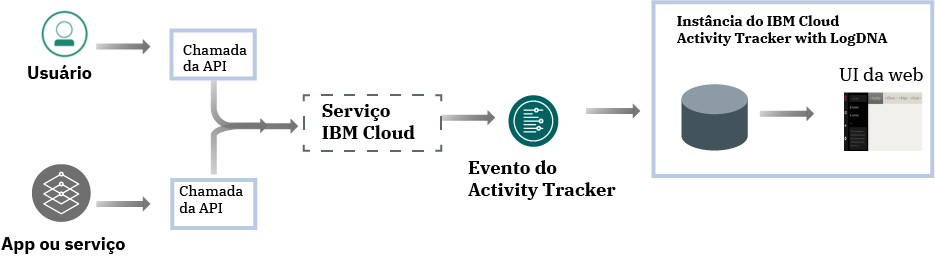 Usuário
Chamada
da API
App ou serviço
Chamada
da API
Serviço
IBM Cloud
Evento do
Activity Tracker
Instância do IBM Cloud
Activity Tracker with LogDNA
UI da web